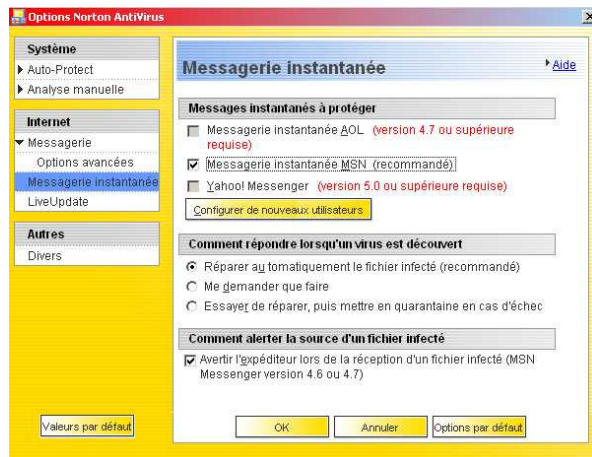 Options Norton AntiVirus
Système
Auto-Protect
Analyse manuelle
Internet
Messagerie
Options avancées
Messagerie instantanée
LiveUpdate
Autres
Divers
Valeurs par défaut
Messagerie instantanée
Aide
Messages instantanés à protéger
Messagerie instantanée AOL (version 4.7 ou supérieure
requise)
Messagerie instantanée MSN (recommandé)
Yahoo! Messenger (version 5.0 ou supérieure requise)
Configurer de nouveaux utilisateurs
Comment répondre lorsqu'un virus est découvert
Réparer automatiquement le fichier infecté (recommandé)
Me demander que faire
Essayer de réparer, puis mettre en quarantaine en cas d'échec
Comment alerter la source d'un fichier infecté
Avertir l'expéditeur lors de la réception d'un fichier infecté (MSN
Messenger version 4.6 ou 4.7)
OK
Annuler
Options par défaut